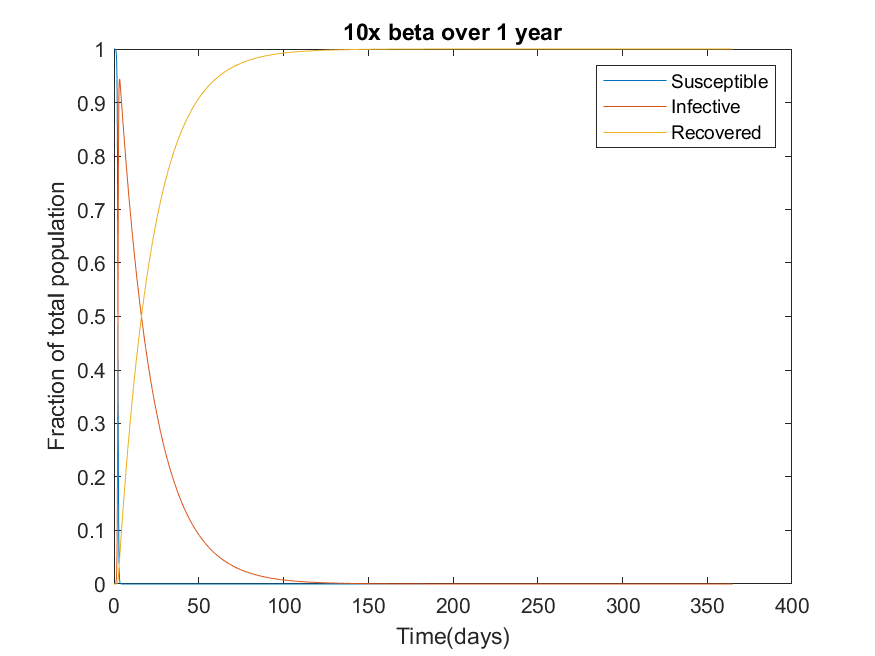 10x beta over 1 year
Fraction of total population
1
0.9
0.8
0.7
0.6
0.5
0.4
0.3
0.2
0.1
0
Susceptible
Infective
Recovered
0 50 100 150 200 250 300 350 400
Time(days)